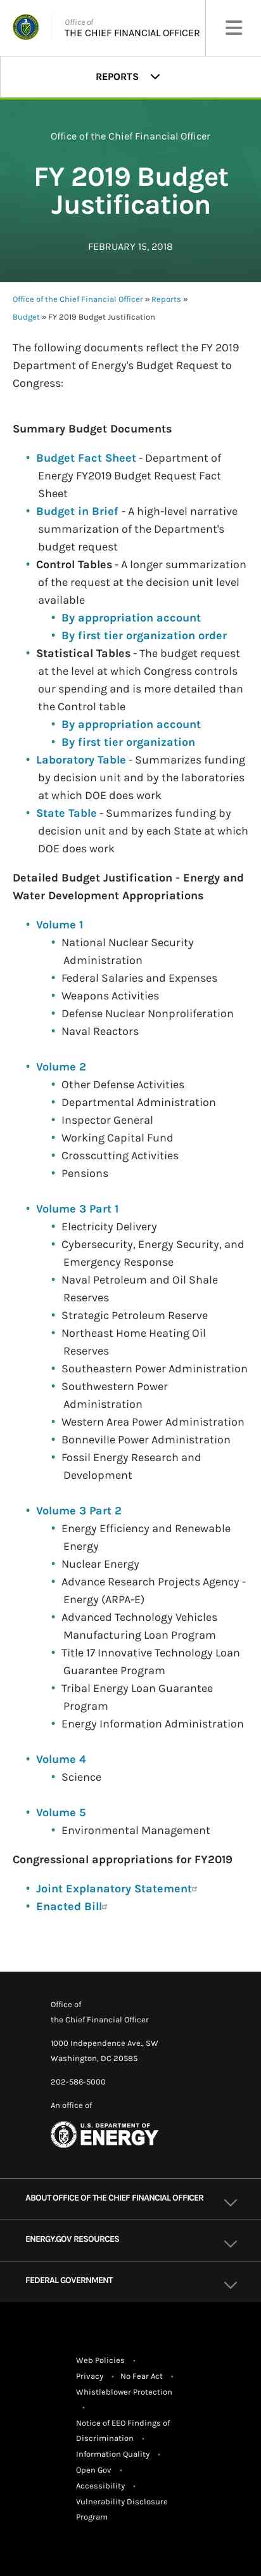 Office of
THE CHIEF FINANCIAL OFFICER
REPORTS
Office of the Chief Financial Officer
FY 2019 Budget
Justification
FEBRUARY 15, 2018
Office of the Chief Financial Officer » Reports »
Budget » FY 2019 Budget Justification
The following documents reflect the FY 2019
Department of Energy's Budget Request to
Congress:
Summary Budget Documents
• Budget Fact Sheet - Department of
Energy FY2019 Budget Request Fact
Sheet
• Budget in Brief - A high-level narrative
summarization of the Department's
budget request
• Control Tables - A longer summarization
of the request at the decision unit level
available
• By appropriation account
• By first tier organization order
• Statistical Tables - The budget request
at the level at which Congress controls
our spending and is more detailed than
the Control table
• By appropriation account
• By first tier organization
• Laboratory Table - Summarizes funding
by decision unit and by the laboratories
at which DOE does work
• State Table - Summarizes funding by
decision unit and by each State at which
DOE does work
Detailed Budget Justification - Energy and
Water Development Appropriations
• Volume 1
• National Nuclear Security
Administration
• Federal Salaries and Expenses
• Weapons Activities
• Defense Nuclear Nonproliferation
• Naval Reactors
• Volume 2
• Other Defense Activities
• Departmental Administration
• Inspector General
• Working Capital Fund
• Crosscutting Activities
• Pensions
• Volume 3 Part 1
• Electricity Delivery
• Cybersecurity, Energy Security, and
Emergency Response
• Naval Petroleum and Oil Shale
Reserves
• Strategic Petroleum Reserve
• Northeast Home Heating Oil
Reserves
• Southeastern Power Administration
• Southwestern Power
Administration
• Western Area Power Administration
• Bonneville Power Administration
• Fossil Energy Research and
Development
• Volume 3 Part 2
• Energy Efficiency and Renewable
Energy
• Nuclear Energy
• Advance Research Projects Agency -
Energy (ARPA-E)
• Advanced Technology Vehicles
Manufacturing Loan Program
• Title 17 Innovative Technology Loan
Guarantee Program
• Tribal Energy Loan Guarantee
Program
• Energy Information Administration
• Volume 4
• Science
• Volume 5
• Environmental Management
Congressional appropriations for FY2019
• Joint Explanatory Statement
• Enacted Bill
Office of
the Chief Financial Officer
1000 Independence Ave., SW
Washington, DC 20585
202-586-5000
An office of
U.S. DEPARTMENT OF
ENERGY
ABOUT OFFICE OF THE CHIEF FINANCIAL OFFICER
ENERGY.GOV RESOURCES
FEDERAL GOVERNMENT
Web Policies •
Privacy • No Fear Act •
Whistleblower Protection
•
Notice of EEO Findings of
Discrimination •
Information Quality •
Open Gov •
Accessibility •
Vulnerability Disclosure
Program